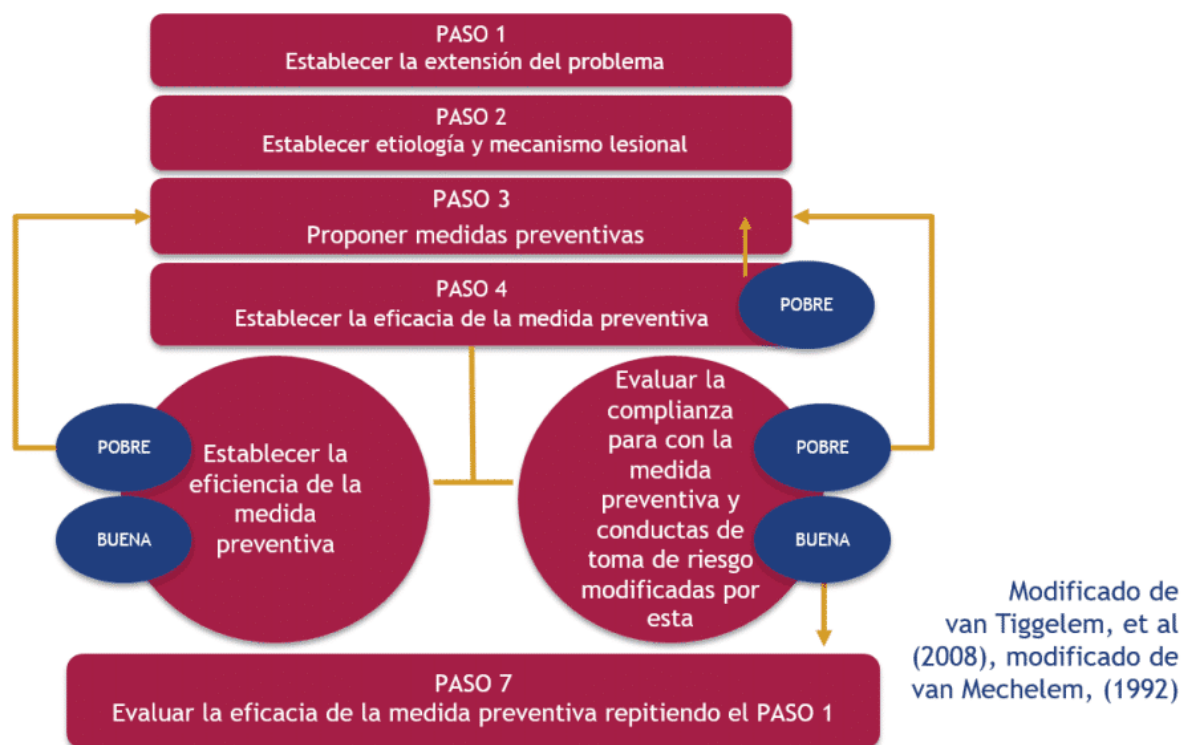 PASO 1
Establecer la extensión del problema
PASO 2
Establecer etiología y mecanismo lesional
PASO 3
Proponer medidas preventivas
PASO 4
Establecer la eficacia de la medida preventiva
POBRE
POBRE
BUENA
Establecer la
eficiencia de la
medida
preventiva
Evaluar la
complianza
para con la
medida
preventiva y
conductas de
toma de riesgo
modificadas por
esta
POBRE
BUENA
PASO 7
Evaluar la eficacia de la medida preventiva repitiendo el PASO 1
Modificado de
van Tiggelem, et al
(2008), modificado de
van Mechelem, (1992)